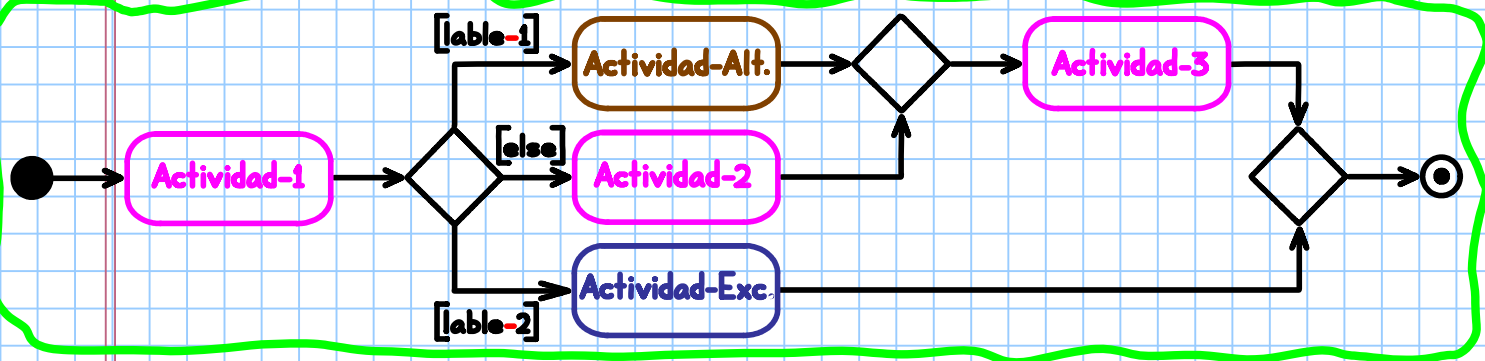 [lable-1]
Actividad-Alt.
Actividad-3
[else]
Actividad-1
Actividad-2
Actividad-Exc.
[lable-2]